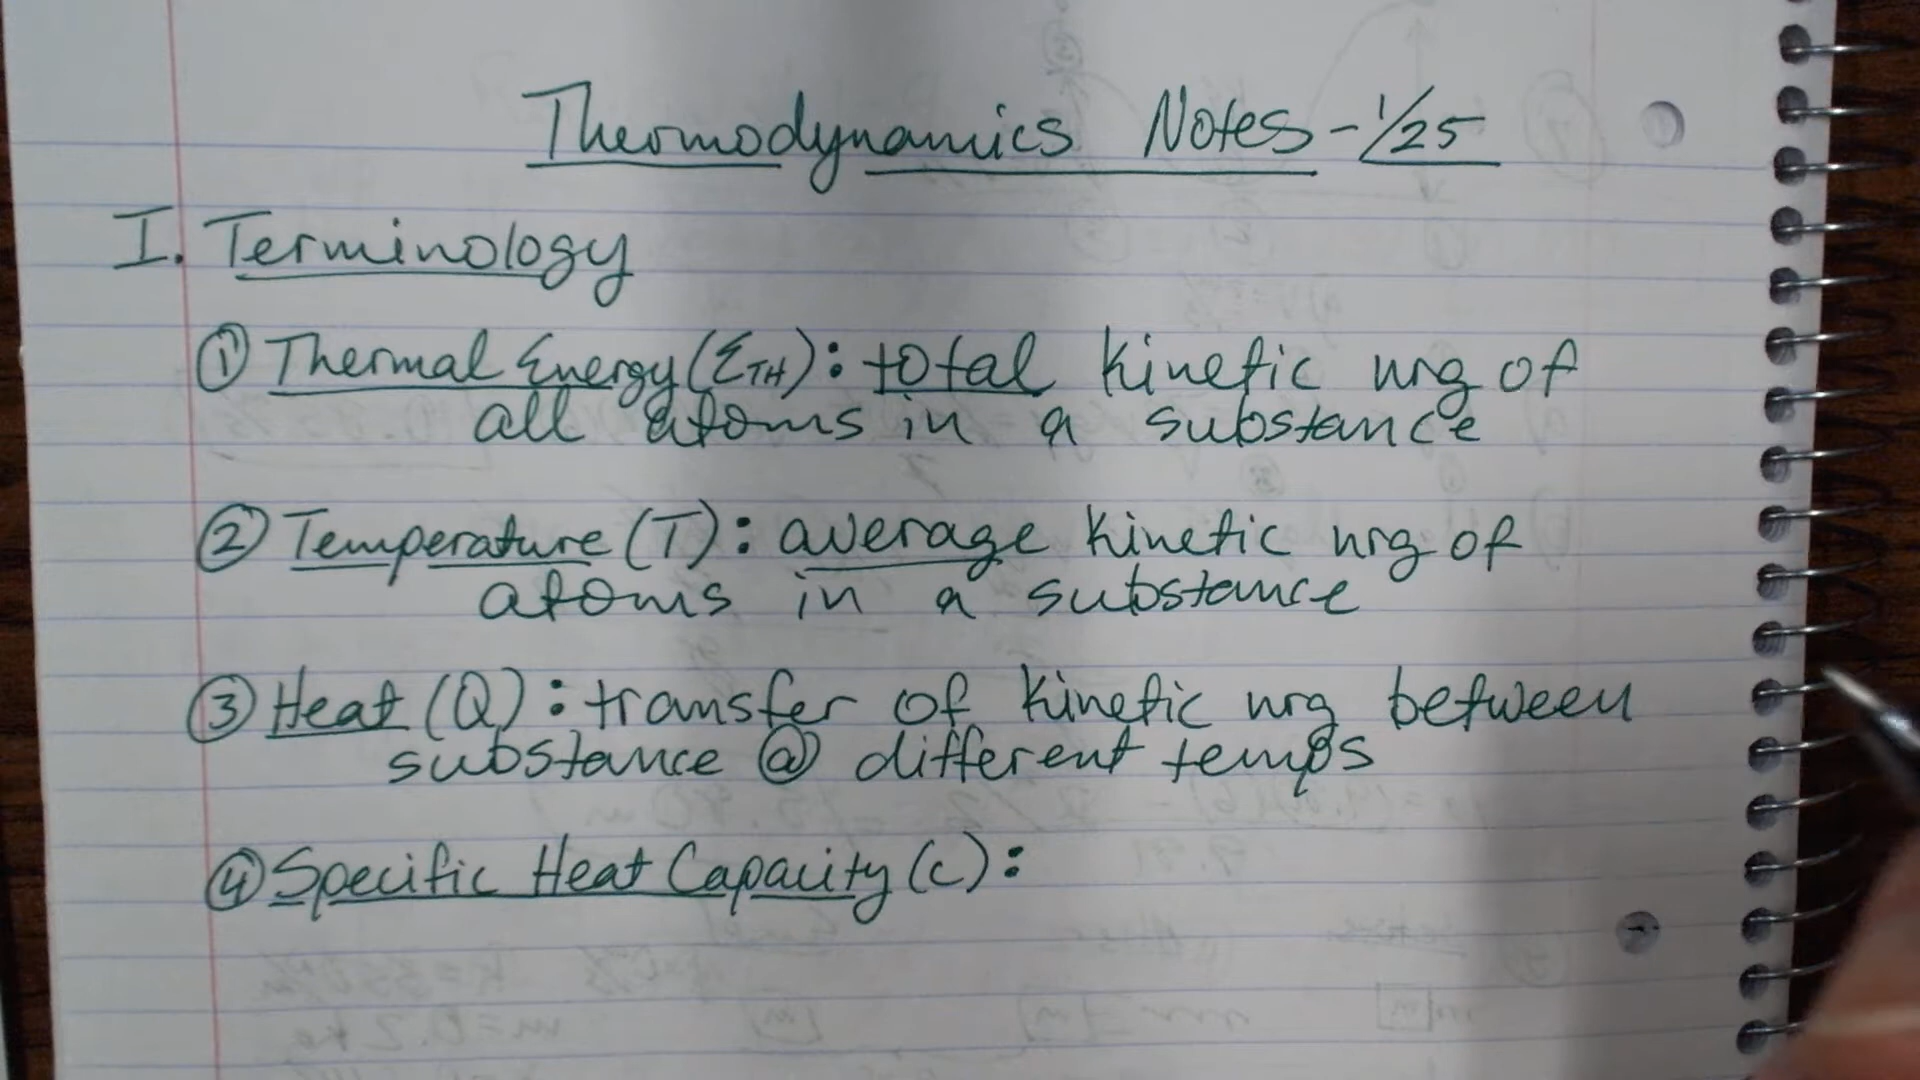 Thermodynamics Notes - 1/25
I. Terminology
① Thermal Energy (ETH): total kinetic nrg of
all atoms in a substance
② Temperature (T): average kinetic nrg of
atoms in a substance
③ Heat (Q): transfer of kinetic nrg between
substance @ different temps
④ Specific Heat Capacity (c):